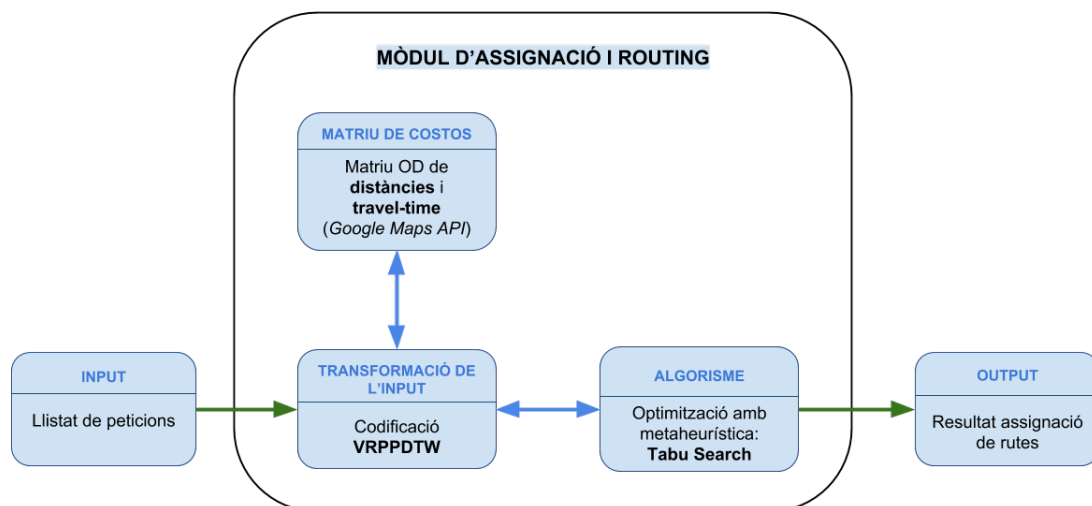 MÒDUL D'ASSIGNACIÓ I ROUTING
MATRIU DE COSTOS
Matriu OD de
distàncies i
travel-time
(Google Maps API)
INPUT
Llistat de peticions
TRANSFORMACIÓ DE
L'INPUT
Codificació
VRPPDTW
ALGORISME
Optimització amb
metaheurística:
Tabu Search
OUTPUT
Resultat assignació
de rutes